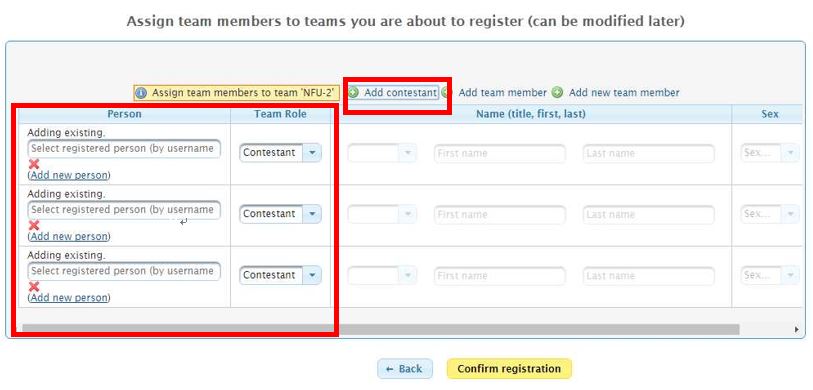 Assign team members to teams you are about to register (can be modified later)
Assign team members to team 'NFU-2' Add contestant Add team member Add new team member
Person Team Role Name (title, first, last) Sex
Adding existing.
Select registered person (by username Contestant First name Last name Sex...
(Add new person)
Adding existing.
Select registered person (by username Contestant First name Last name Sex...
(Add new person)
Adding existing.
Select registered person (by username Contestant First name Last name Sex...
(Add new person)
← Back Confirm registration